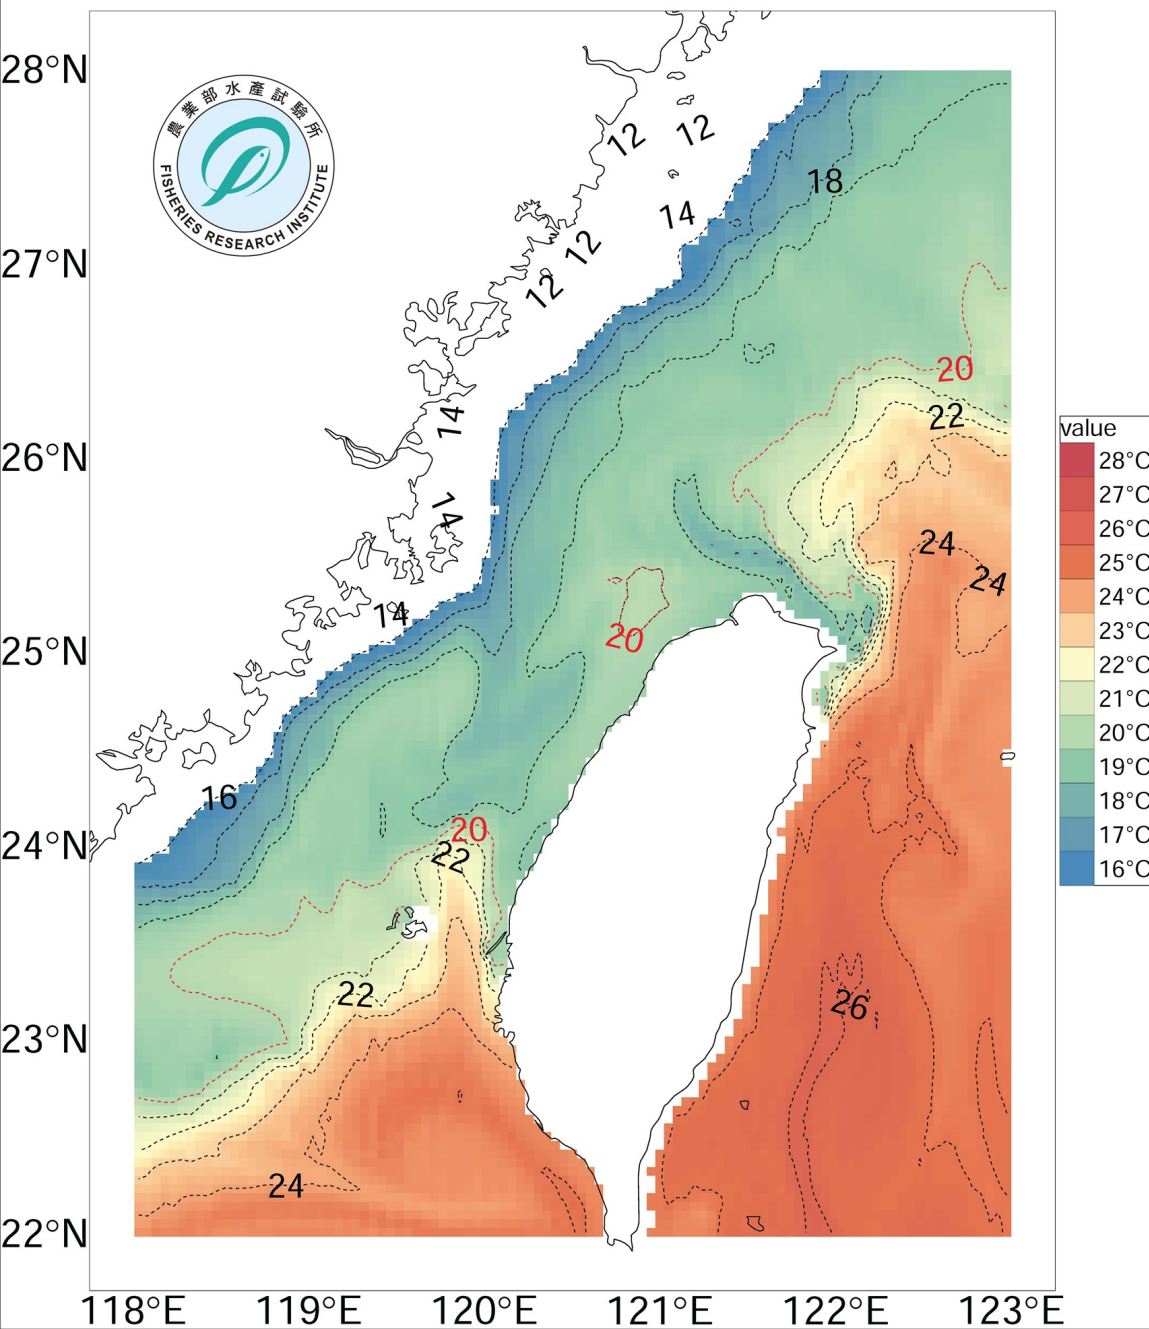 28°N
27°N
26°N
25°N
24°N
23°N
22°N
118°E 119°E 120°E 121°E 122°E 123°E
農業部水產試驗所
FISHERIES RESEARCH INSTITUTE
12
12
18
14
12
12
20
22
14
14
24
24
14
20
16
20
22
22
26
24
value
28°C
27°C
26°C
25°C
24°C
23°C
22°C
21°C
20°C
19°C
18°C
17°C
16°C